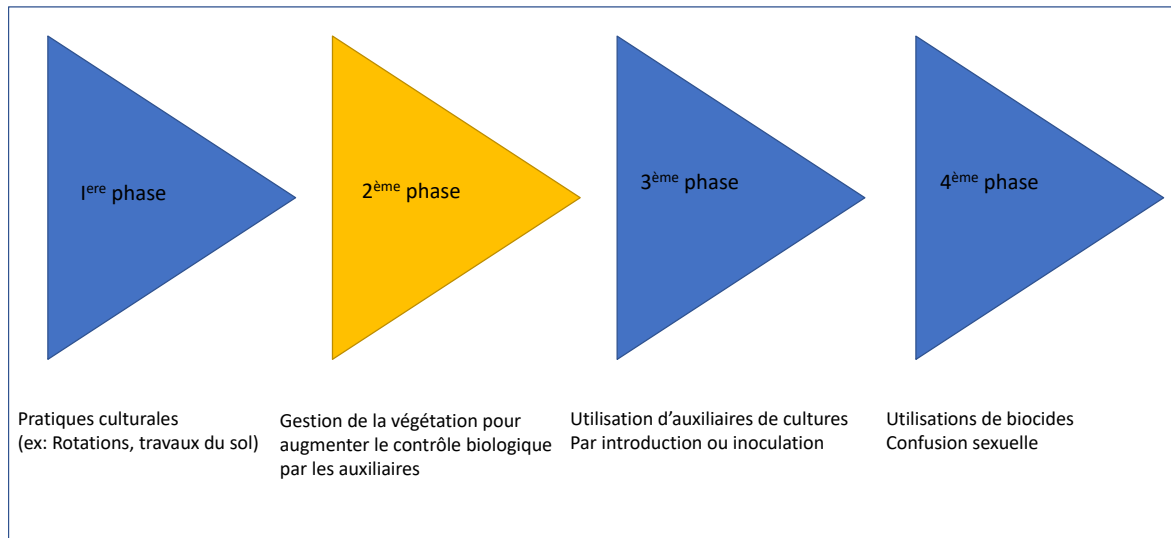 Iere phase
2ème phase
3ème phase
4ème phase
Pratiques culturales
(ex: Rotations, travaux du sol)
Gestion de la végétation pour
augmenter le contrôle biologique
par les auxiliaires
Utilisation d’auxiliaires de cultures
Par introduction ou inoculation
Utilisations de biocides
Confusion sexuelle